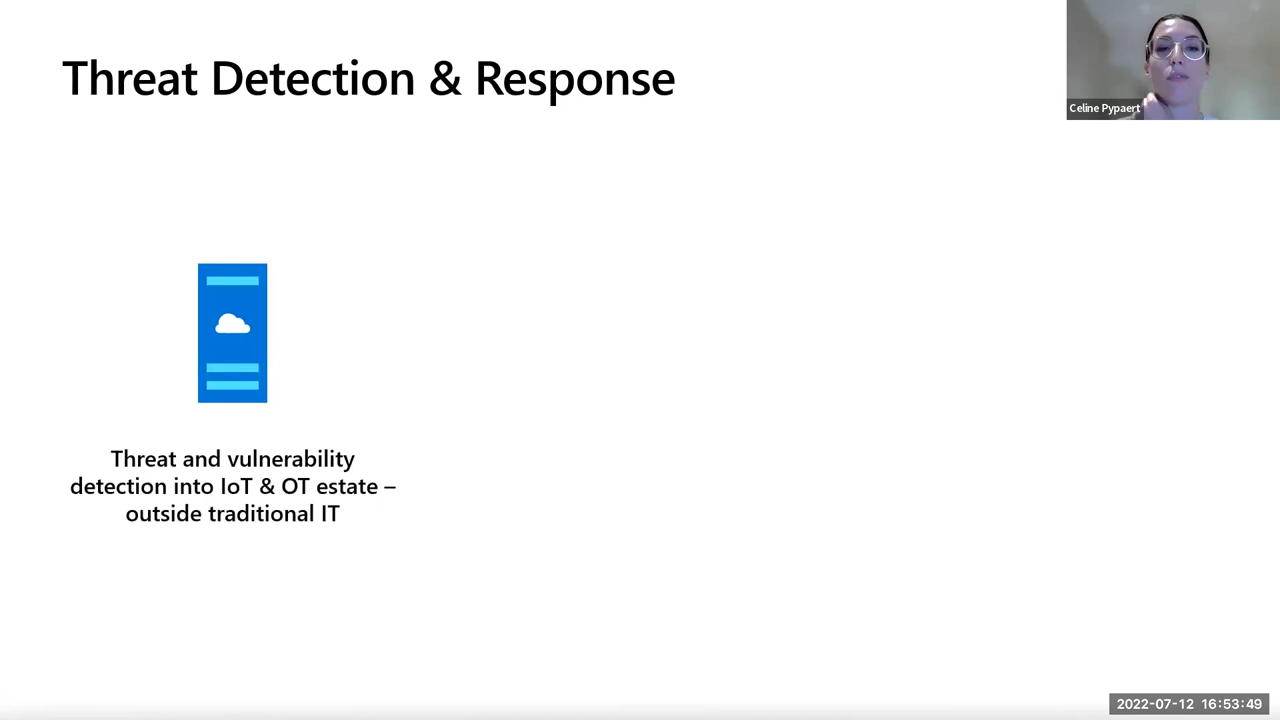 Threat Detection & Response
Celine Pypaert
Threat and vulnerability
detection into IoT & OT estate –
outside traditional IT
2022-07-12 16:53:49